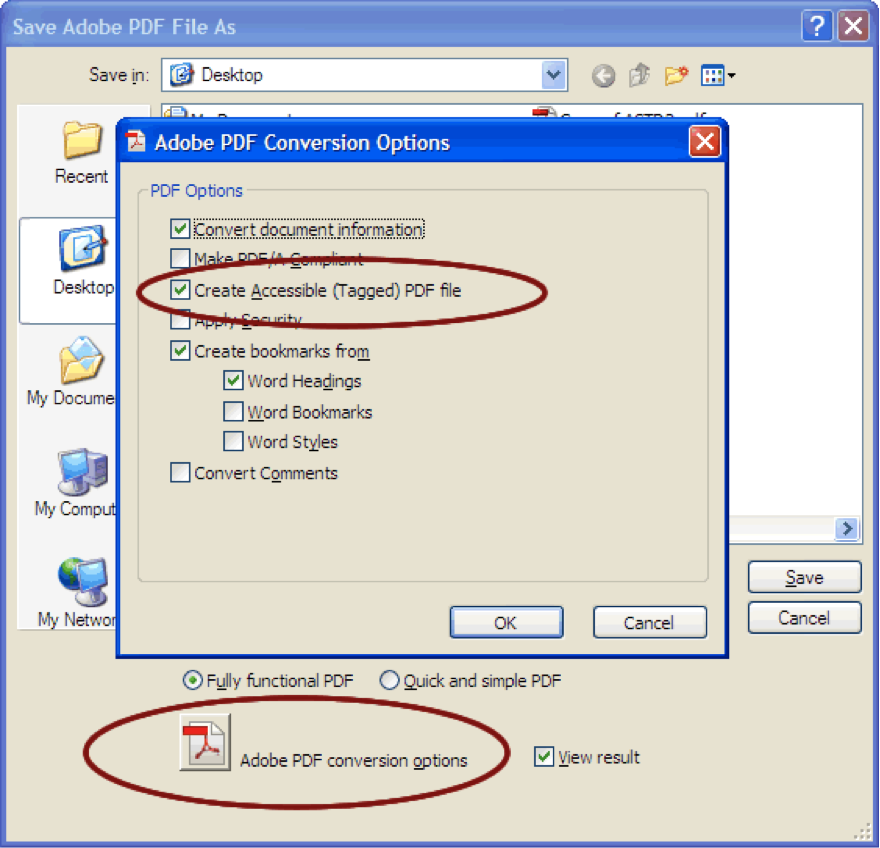 Save Adobe PDF File As
Save in: Desktop
Recent
Desktop
My Docume
My Comput
My Networ
Adobe PDF Conversion Options
PDF Options
Convert document information
Make PDF/A Compliant
Create Accessible (Tagged) PDF file
Apply Security
Create bookmarks from
Word Headings
Word Bookmarks
Word Styles
Convert Comments
OK Cancel
Save
Cancel
Fully functional PDF Quick and simple PDF
Adobe PDF conversion options View result